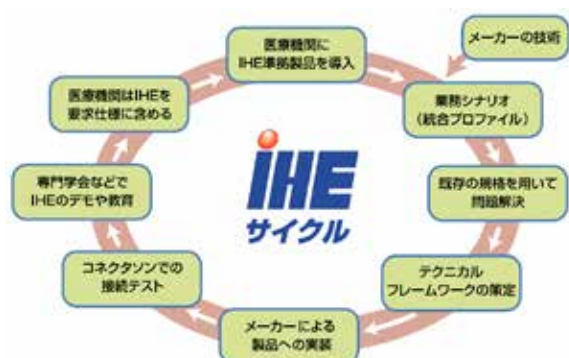 医療機関に
IHE準拠製品を導入
メーカーの技術
業務シナリオ
(統合プロファイル)
既存の規格を用いて
問題解決
テクニカル
フレームワークの策定
メーカーによる
製品への実装
コネクタソンでの
接続テスト
専門学会などで
IHEのデモや教育
医療機関はIHEを
要求仕様に含める
IHE
サイクル